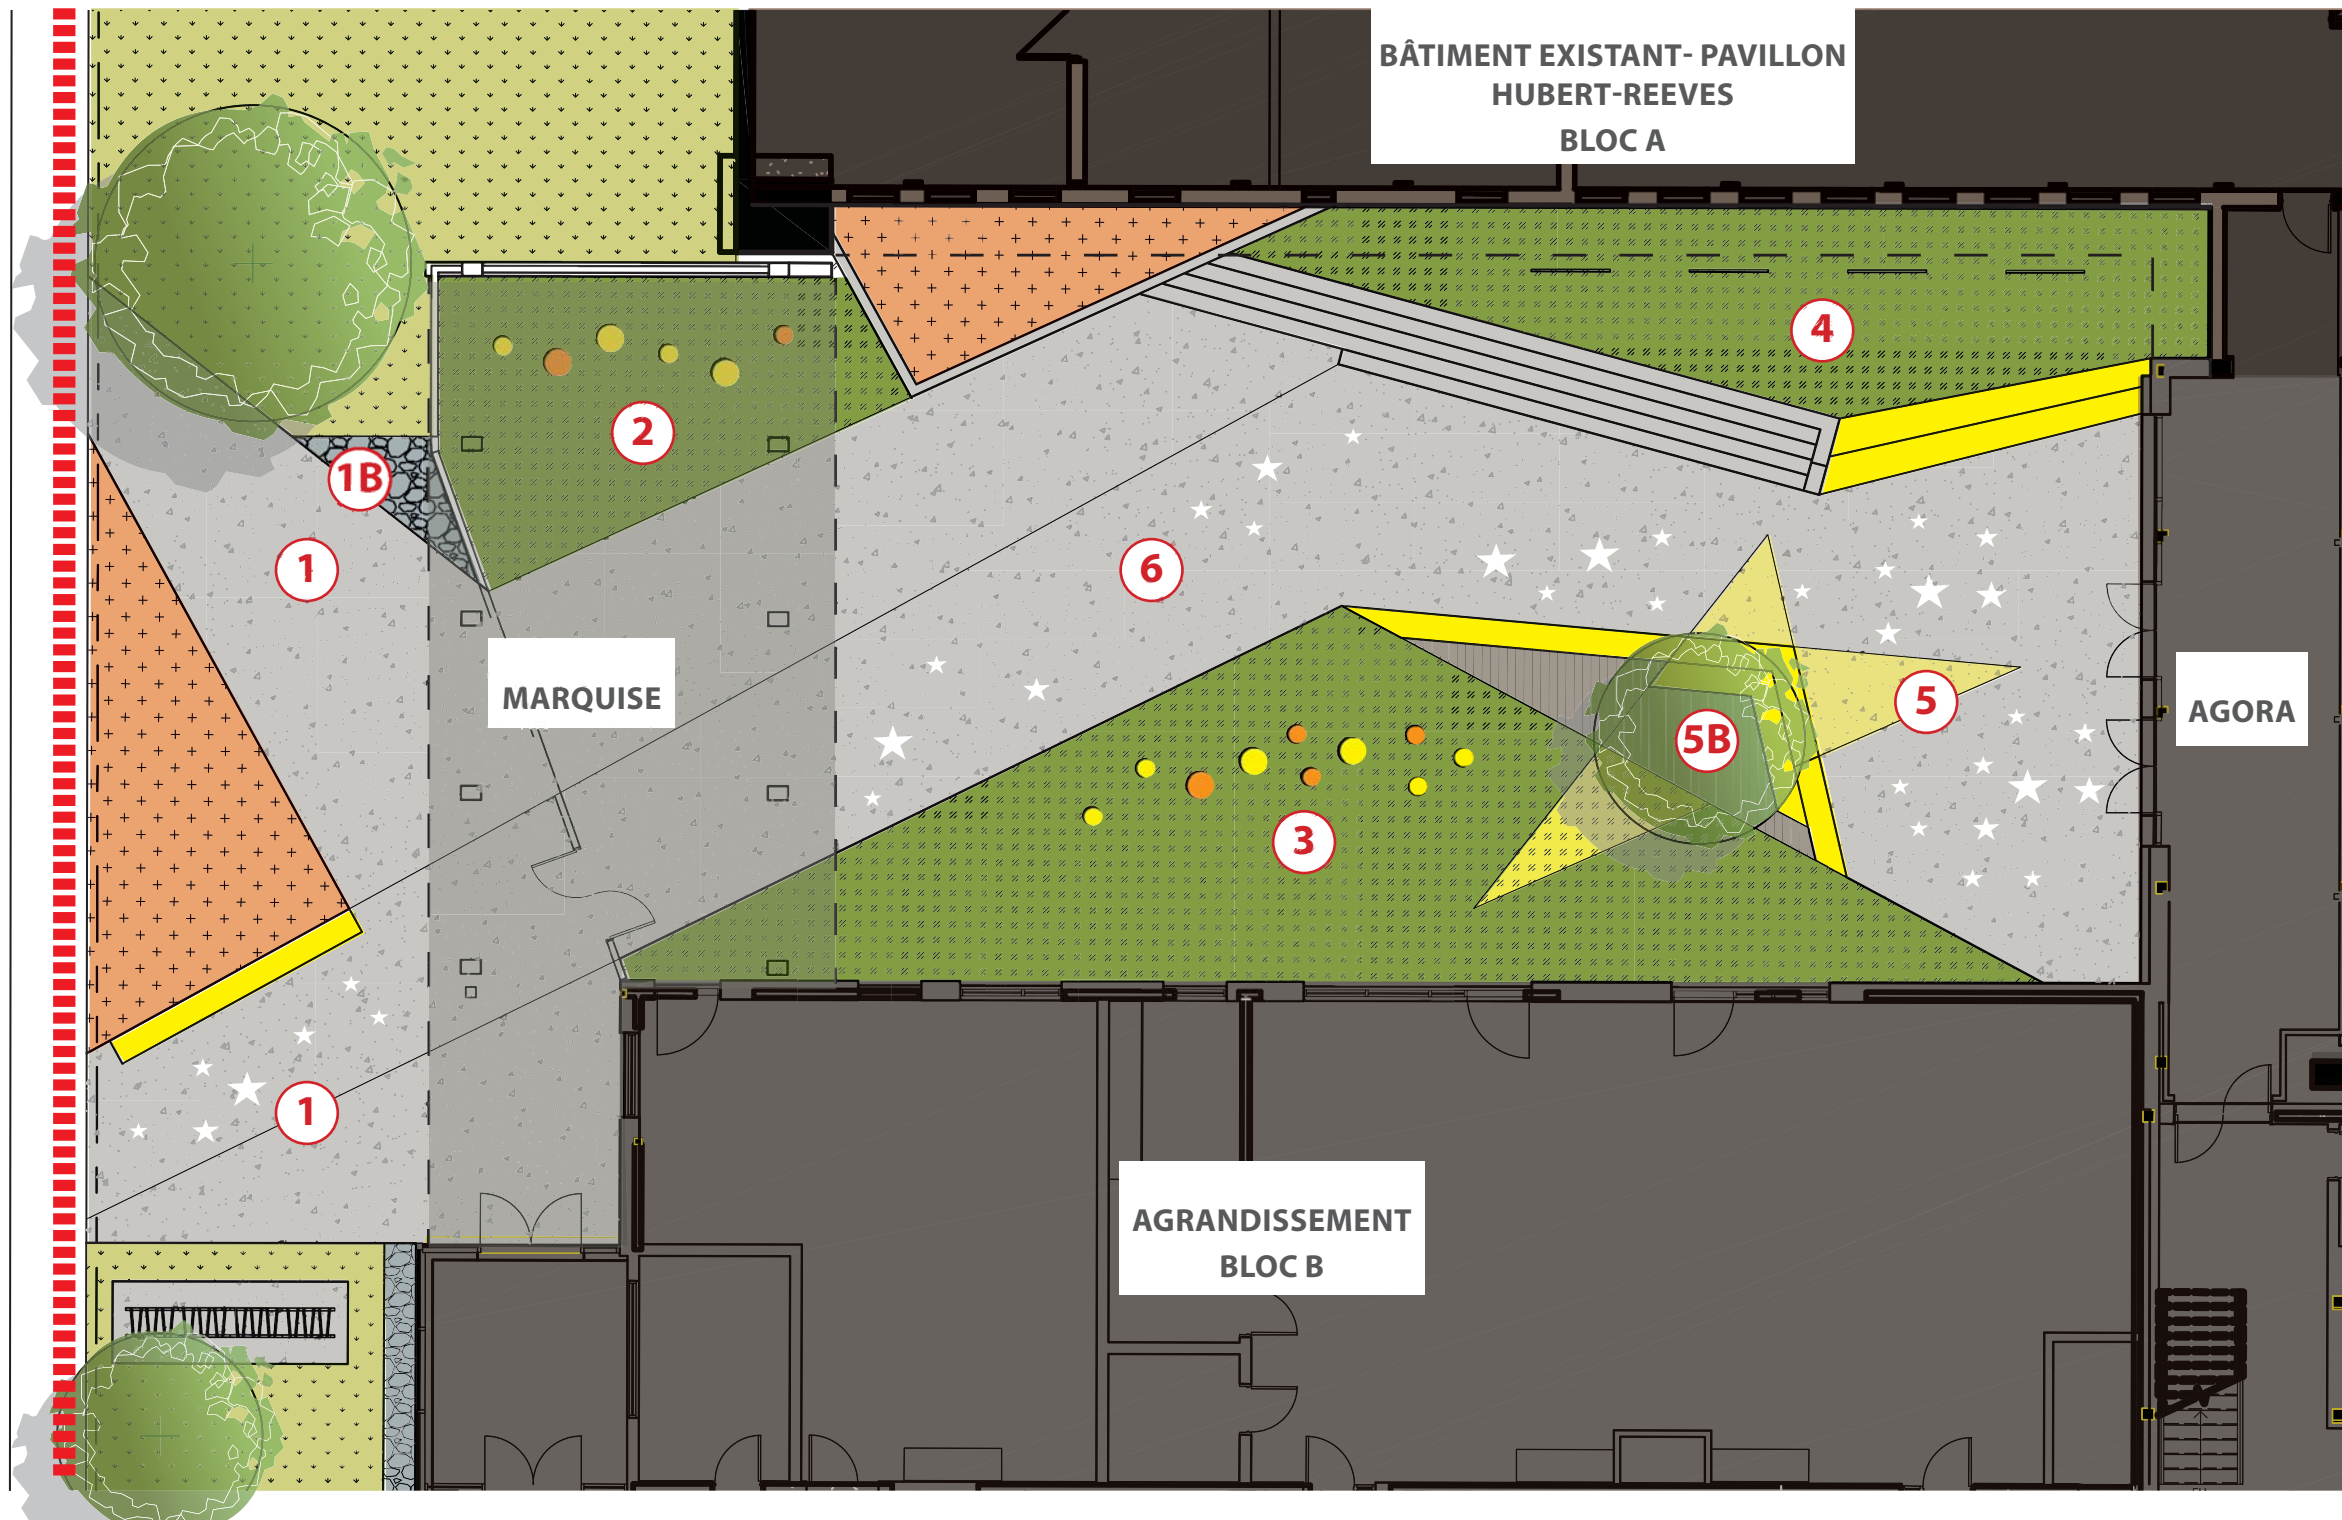 BÂTIMENT EXISTANT- PAVILLON
HUBERT-REEVES
BLOC A
4
2
1B
1
6
MARQUISE
5
AGORA
5B
3
1
AGRANDISSEMENT
BLOC B